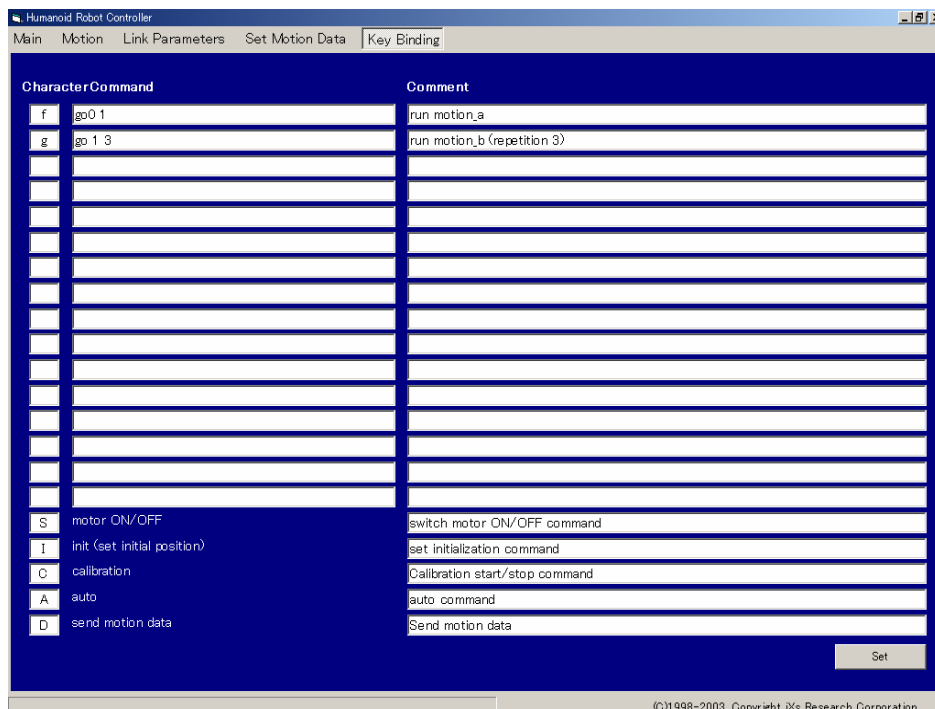 Humanoid Robot Controller
Main Motion Link Parameters Set Motion Data Key Binding
Character Command Comment
f go0 1 run motion_a
g go 1 3 run motion_b (repetition 3)
S motor ON/OFF switch motor ON/OFF command
I init (set initial position) set initialization command
C calibration Calibration start/stop command
A auto auto command
D send motion data Send motion data
Set
(C)1998-2003 Copyright iXs Research Corporation